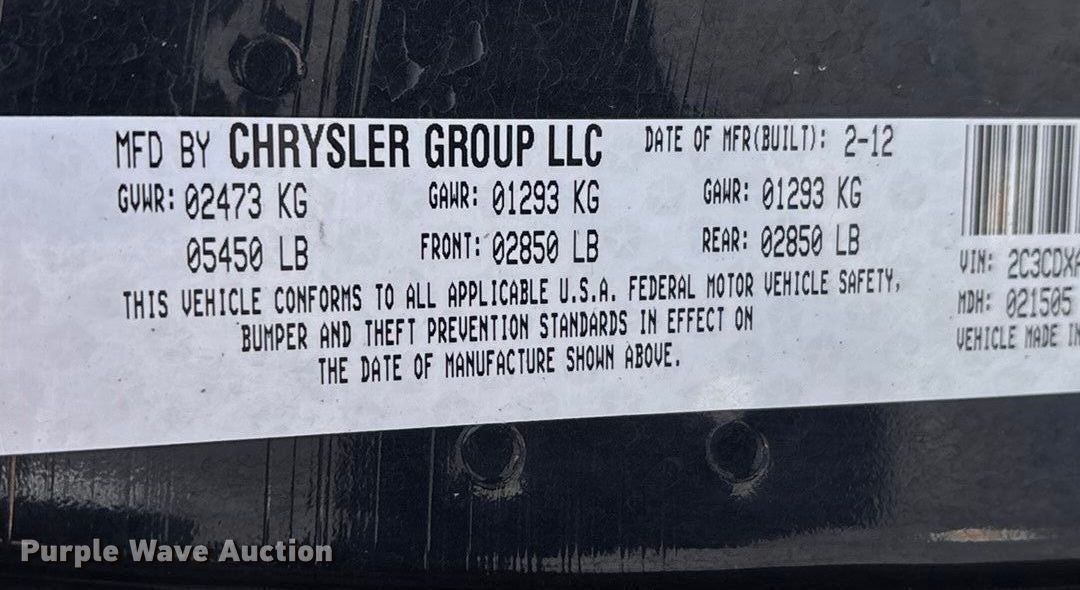 MFD BY CHRYSLER GROUP LLC DATE OF MFR(BUILT): 2-12
GVWR: 02473 KG GAWR: 01293 KG GAWR: 01293 KG
05450 LB FRONT: 02850 LB REAR: 02850 LB
VIN: 2C3CDXA
THIS VEHICLE CONFORMS TO ALL APPLICABLE U.S.A. FEDERAL MOTOR VEHICLE SAFETY,
MDH: 021505
BUMPER AND THEFT PREVENTION STANDARDS IN EFFECT ON
VEHICLE MADE IN
THE DATE OF MANUFACTURE SHOWN ABOVE.
Purple Wave Auction